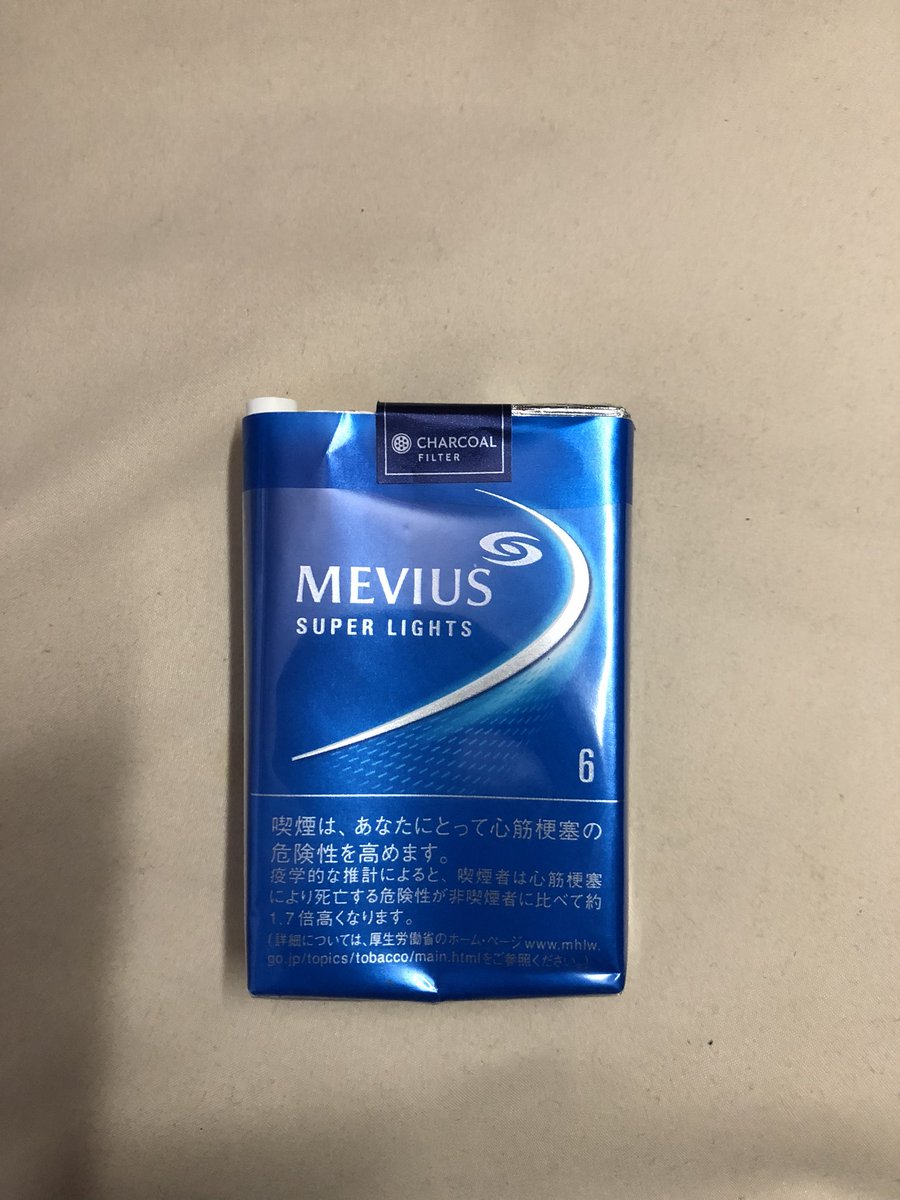 CHARCOAL
FILTER
MEVIUS
SUPER LIGHTS
6
喫煙は、あなたにとって心筋梗塞の
危険性を高めます。
疫学的な推計によると、喫煙者は心筋梗塞
により死亡する危険性が非喫煙者に比べて約
1.7倍高くなります。
(詳細については、厚生労働省のホーム・ページ www.mhlw.
go.jp/topics/tobacco/main.htmlをご参照ください。)